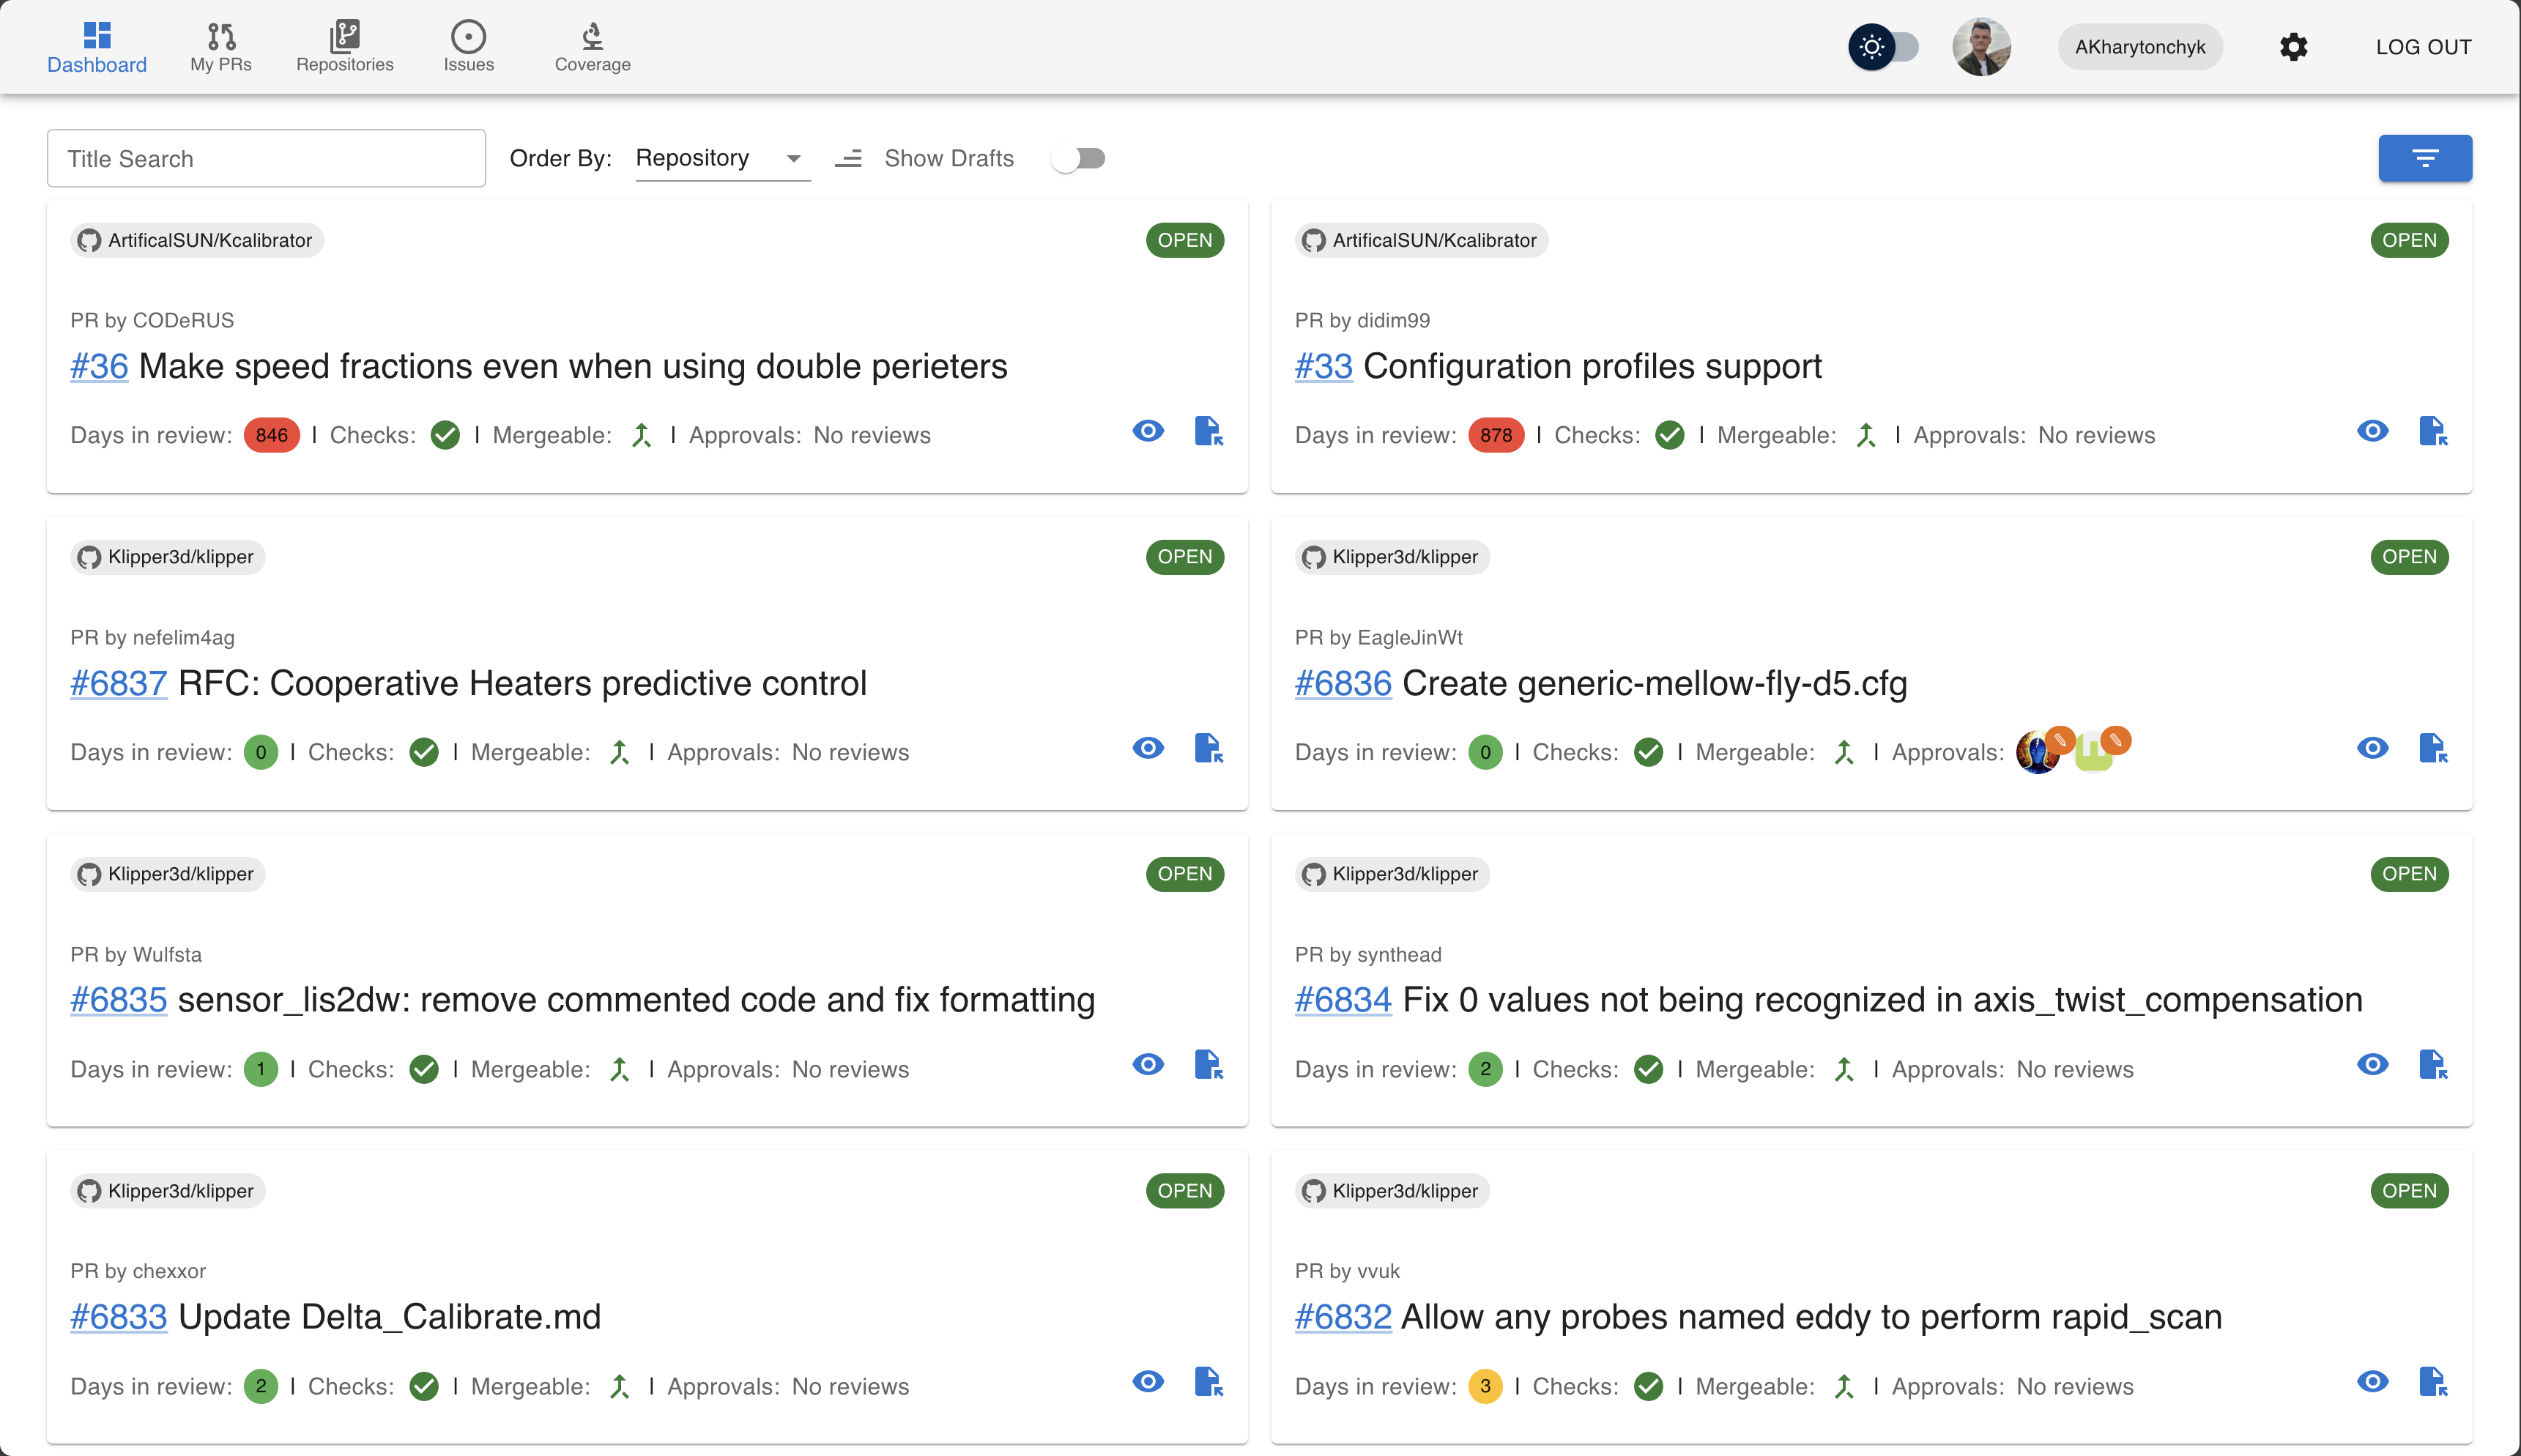 Dashboard
My PRs
Repositories
Issues
Coverage
AKharytonchyk
LOG OUT
Title Search
Order By: Repository
Show Drafts
ArtificalSUN/Kcalibrator
OPEN
PR by CODeRUS
#36 Make speed fractions even when using double perieters
Days in review: 846 | Checks: | Mergeable: | Approvals: No reviews
ArtificalSUN/Kcalibrator
OPEN
PR by didim99
#33 Configuration profiles support
Days in review: 878 | Checks: | Mergeable: | Approvals: No reviews
Klipper3d/klipper
OPEN
PR by nefelim4ag
#6837 RFC: Cooperative Heaters predictive control
Days in review: 0 | Checks: | Mergeable: | Approvals: No reviews
Klipper3d/klipper
OPEN
PR by EagleJinWt
#6836 Create generic-mellow-fly-d5.cfg
Days in review: 0 | Checks: | Mergeable: | Approvals:
Klipper3d/klipper
OPEN
PR by Wulfsta
#6835 sensor_lis2dw: remove commented code and fix formatting
Days in review: 1 | Checks: | Mergeable: | Approvals: No reviews
Klipper3d/klipper
OPEN
PR by synthead
#6834 Fix 0 values not being recognized in axis_twist_compensation
Days in review: 2 | Checks: | Mergeable: | Approvals: No reviews
Klipper3d/klipper
OPEN
PR by chexxor
#6833 Update Delta_Calibrate.md
Days in review: 2 | Checks: | Mergeable: | Approvals: No reviews
Klipper3d/klipper
OPEN
PR by vvuk
#6832 Allow any probes named eddy to perform rapid_scan
Days in review: 3 | Checks: | Mergeable: | Approvals: No reviews